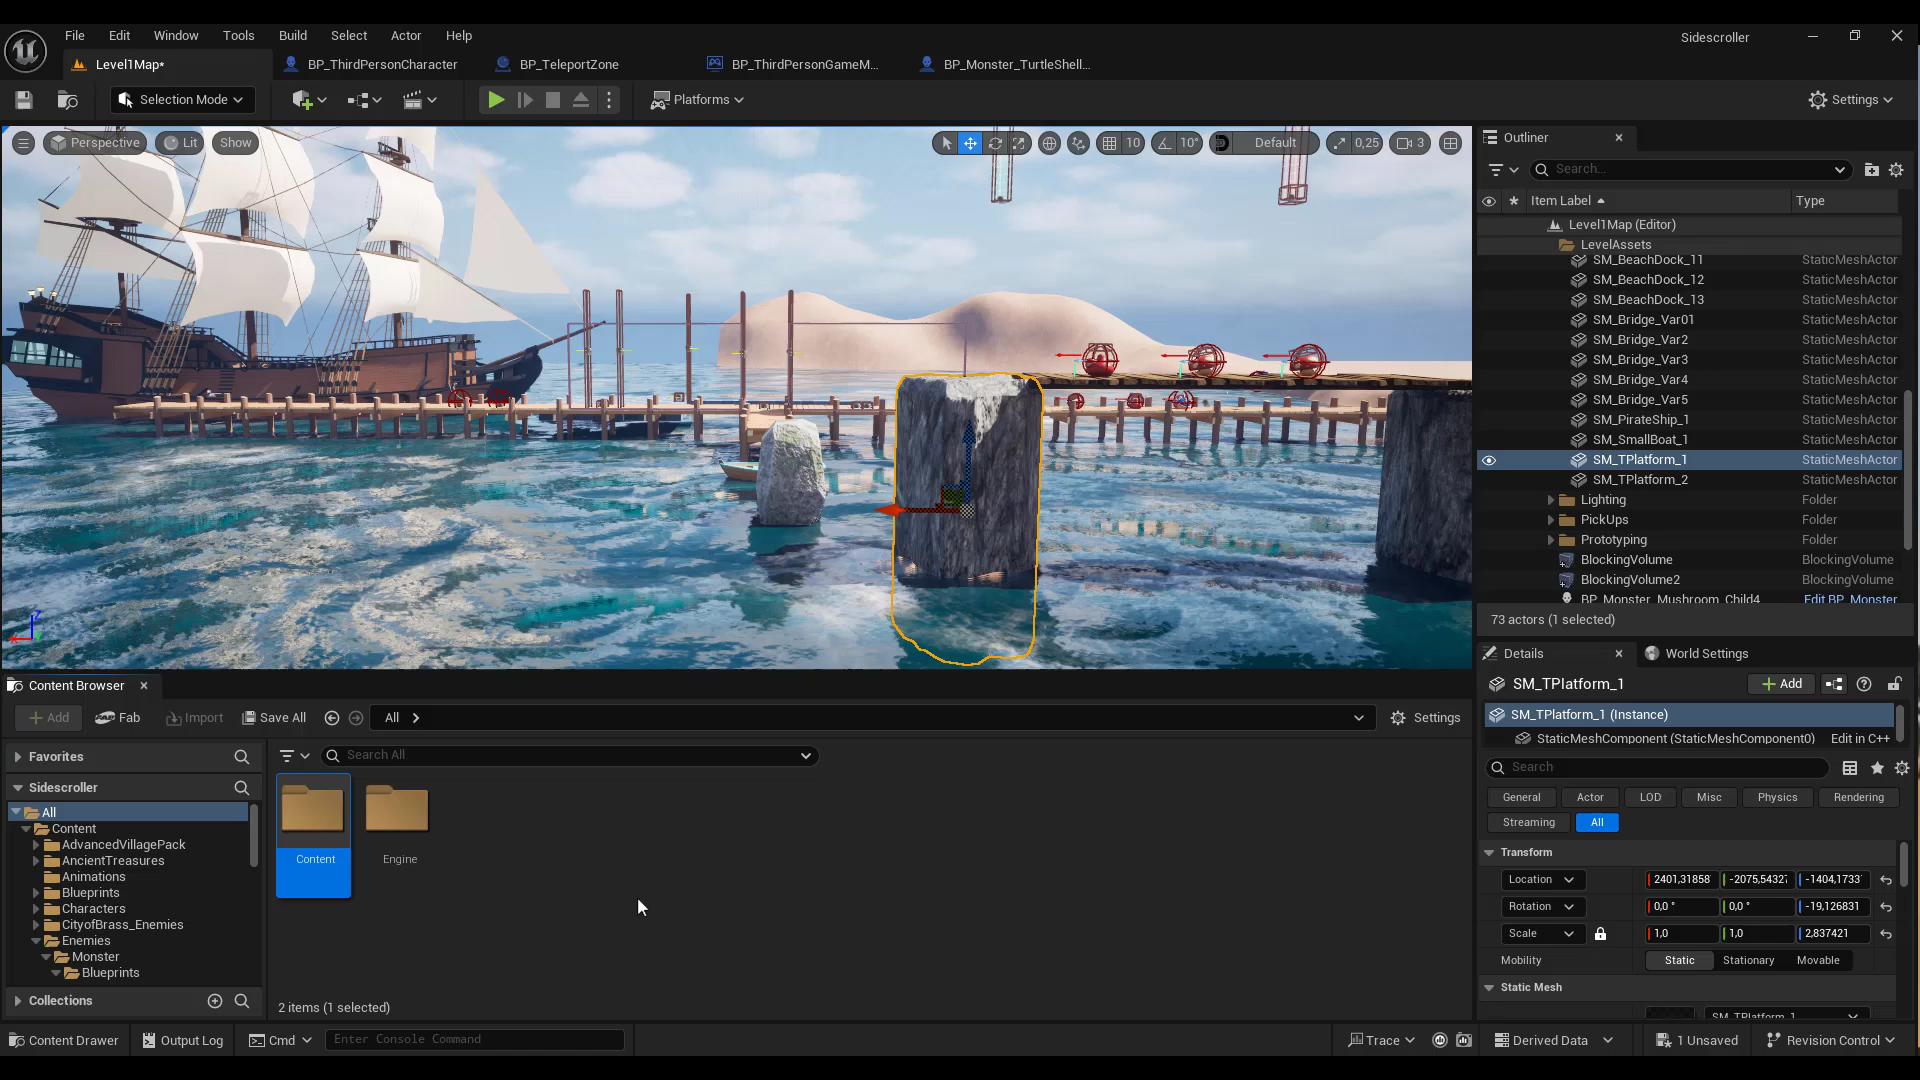 File Edit Window Tools Build Select Actor Help
Sidescroller
Level1Map*
BP_ThirdPersonCharacter
BP_TeleportZone
BP_ThirdPersonGameM...
BP_Monster_TurtleShell...
Selection Mode
Platforms
Settings
Perspective
Lit
Show
10
10°
Default
0,25
3
Outliner
Search...
Item Label
Type
Level1Map (Editor)
LevelAssets
SM_BeachDock_11 StaticMeshActor
SM_BeachDock_12 StaticMeshActor
SM_BeachDock_13 StaticMeshActor
SM_Bridge_Var01 StaticMeshActor
SM_Bridge_Var2 StaticMeshActor
SM_Bridge_Var3 StaticMeshActor
SM_Bridge_Var4 StaticMeshActor
SM_Bridge_Var5 StaticMeshActor
SM_PirateShip_1 StaticMeshActor
SM_SmallBoat_1 StaticMeshActor
SM_TPlatform_1 StaticMeshActor
SM_TPlatform_2 StaticMeshActor
Lighting Folder
PickUps Folder
Prototyping Folder
BlockingVolume BlockingVolume
BlockingVolume2 BlockingVolume
BP_Monster_Mushroom_Child4 Edit BP_Monster
73 actors (1 selected)
Details
World Settings
SM_TPlatform_1
Add
SM_TPlatform_1 (Instance)
StaticMeshComponent (StaticMeshComponent0) Edit in C++
Search
General Actor LOD Misc Physics Rendering
Streaming All
Transform
Location 2401,31858 -2075,5432 -1404,1733
Rotation 0,0 ° 0,0 ° -19,126831
Scale 1,0 1,0 2,837421
Mobility Static Stationary Movable
Static Mesh
SM_TPlatform_1
Content Browser
Add
Fab
Import
Save All
All
Settings
Favorites
Sidescroller
All
Content
AdvancedVillagePack
AncientTreasures
Animations
Blueprints
Characters
CityofBrass_Enemies
Enemies
Monster
Blueprints
Collections
Search All
Content
Engine
2 items (1 selected)
Content Drawer
Output Log
Cmd
Enter Console Command
Trace
Derived Data
1 Unsaved
Revision Control